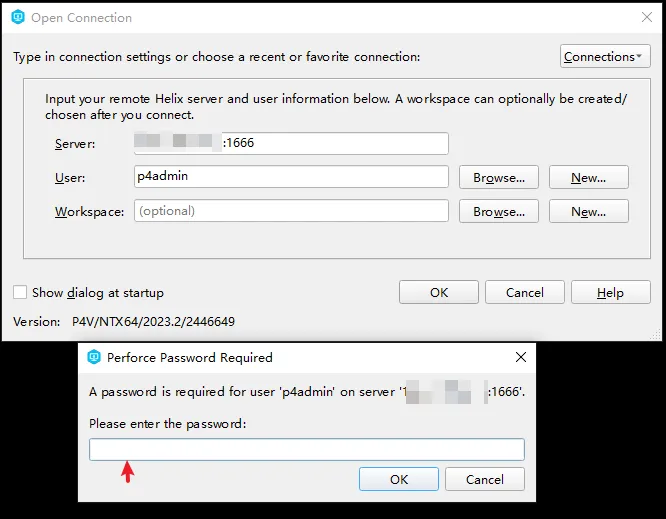 Open Connection
Type in connection settings or choose a recent or favorite connection:
Connections
Input your remote Helix server and user information below. A workspace can optionally be created/
chosen after you connect.
Server: :1666
User: p4admin Browse... New...
Workspace: (optional) Browse... New...
Show dialog at startup OK Cancel Help
Version: P4V/NTX64/2023.2/2446649
Perforce Password Required
A password is required for user 'p4admin' on server '1 :1666'.
Please enter the password:
OK Cancel